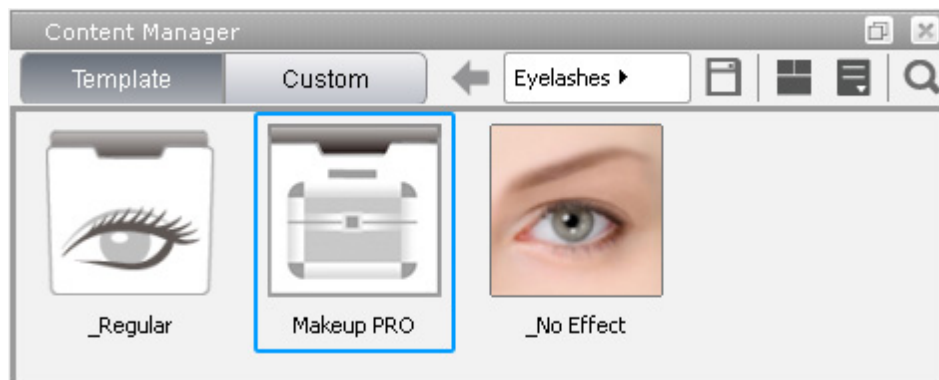 Content Manager
Template Custom Eyelashes
_Regular Makeup PRO _No Effect